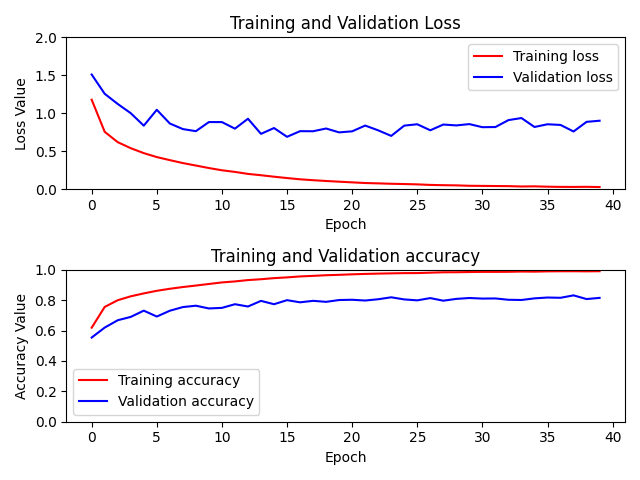 Training and Validation Loss
Loss Value
2.0
1.5
1.0
0.5
0.0
Training loss
Validation loss
0 5 10 15 20 25 30 35 40
Epoch
Training and Validation accuracy
Accuracy Value
1.0
0.8
0.6
0.4
0.2
0.0
Training accuracy
Validation accuracy
0 5 10 15 20 25 30 35 40
Epoch